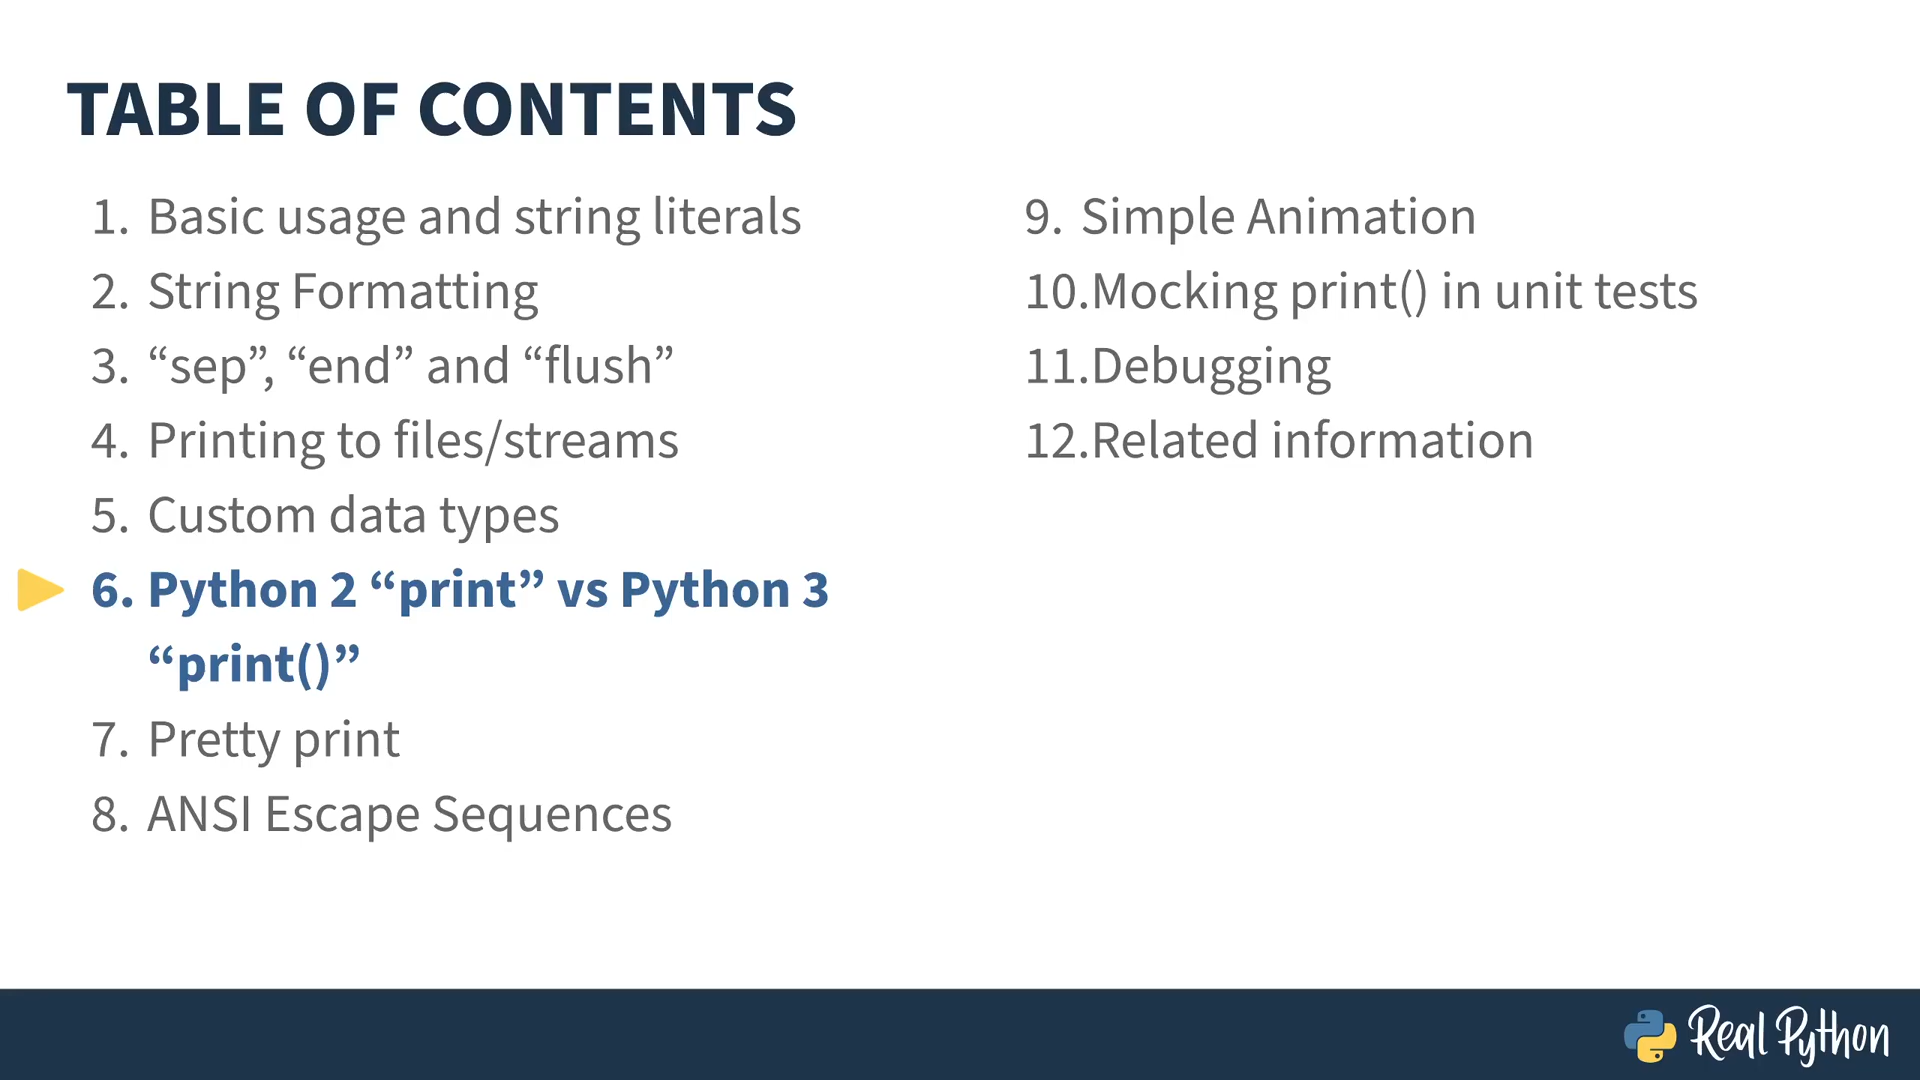 TABLE OF CONTENTS
1. Basic usage and string literals
2. String Formatting
3. “sep”, “end” and “flush”
4. Printing to files/streams
5. Custom data types
6. Python 2 “print” vs Python 3
“print()”
7. Pretty print
8. ANSI Escape Sequences
9. Simple Animation
10.Mocking print() in unit tests
11.Debugging
12.Related information
Real Python